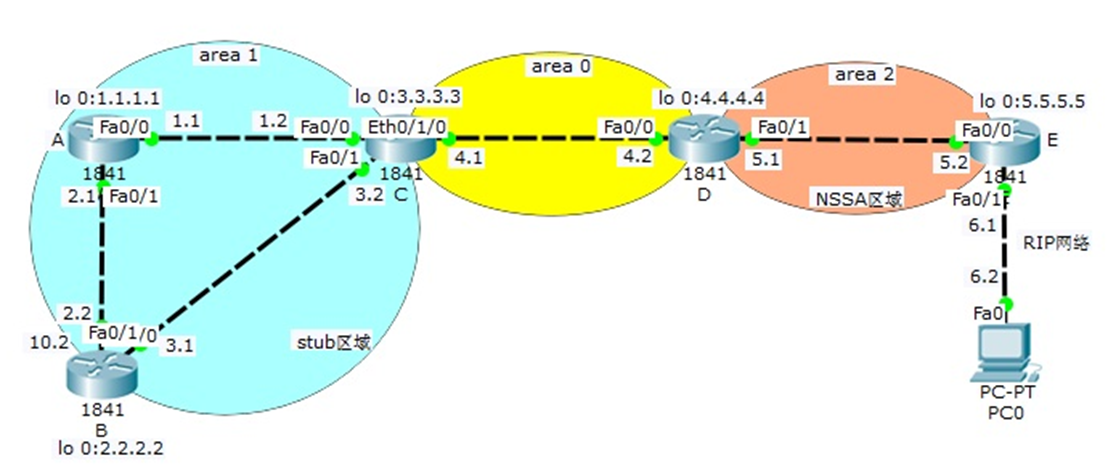 area 1
area 0
area 2
lo 0:1.1.1.1
lo 0:3.3.3.3
lo 0:4.4.4.4
lo 0:5.5.5.5
A
Fa0/0
1.1
1.2
Fa0/0
Eth0/1/0
Fa0/0
Fa0/1
Fa0/0
E
Fa0/1
4.1
4.2
5.1
5.2
1841
1841
1841
1841
2.1
Fa0/1
3.2
C
D
NSSA区域
Fa0/1
6.1
RIP网络
6.2
2.2
Fa0
10.2
Fa0/1/0
3.1
stub区域
1841
B
lo 0:2.2.2.2
PC-PT
PC0